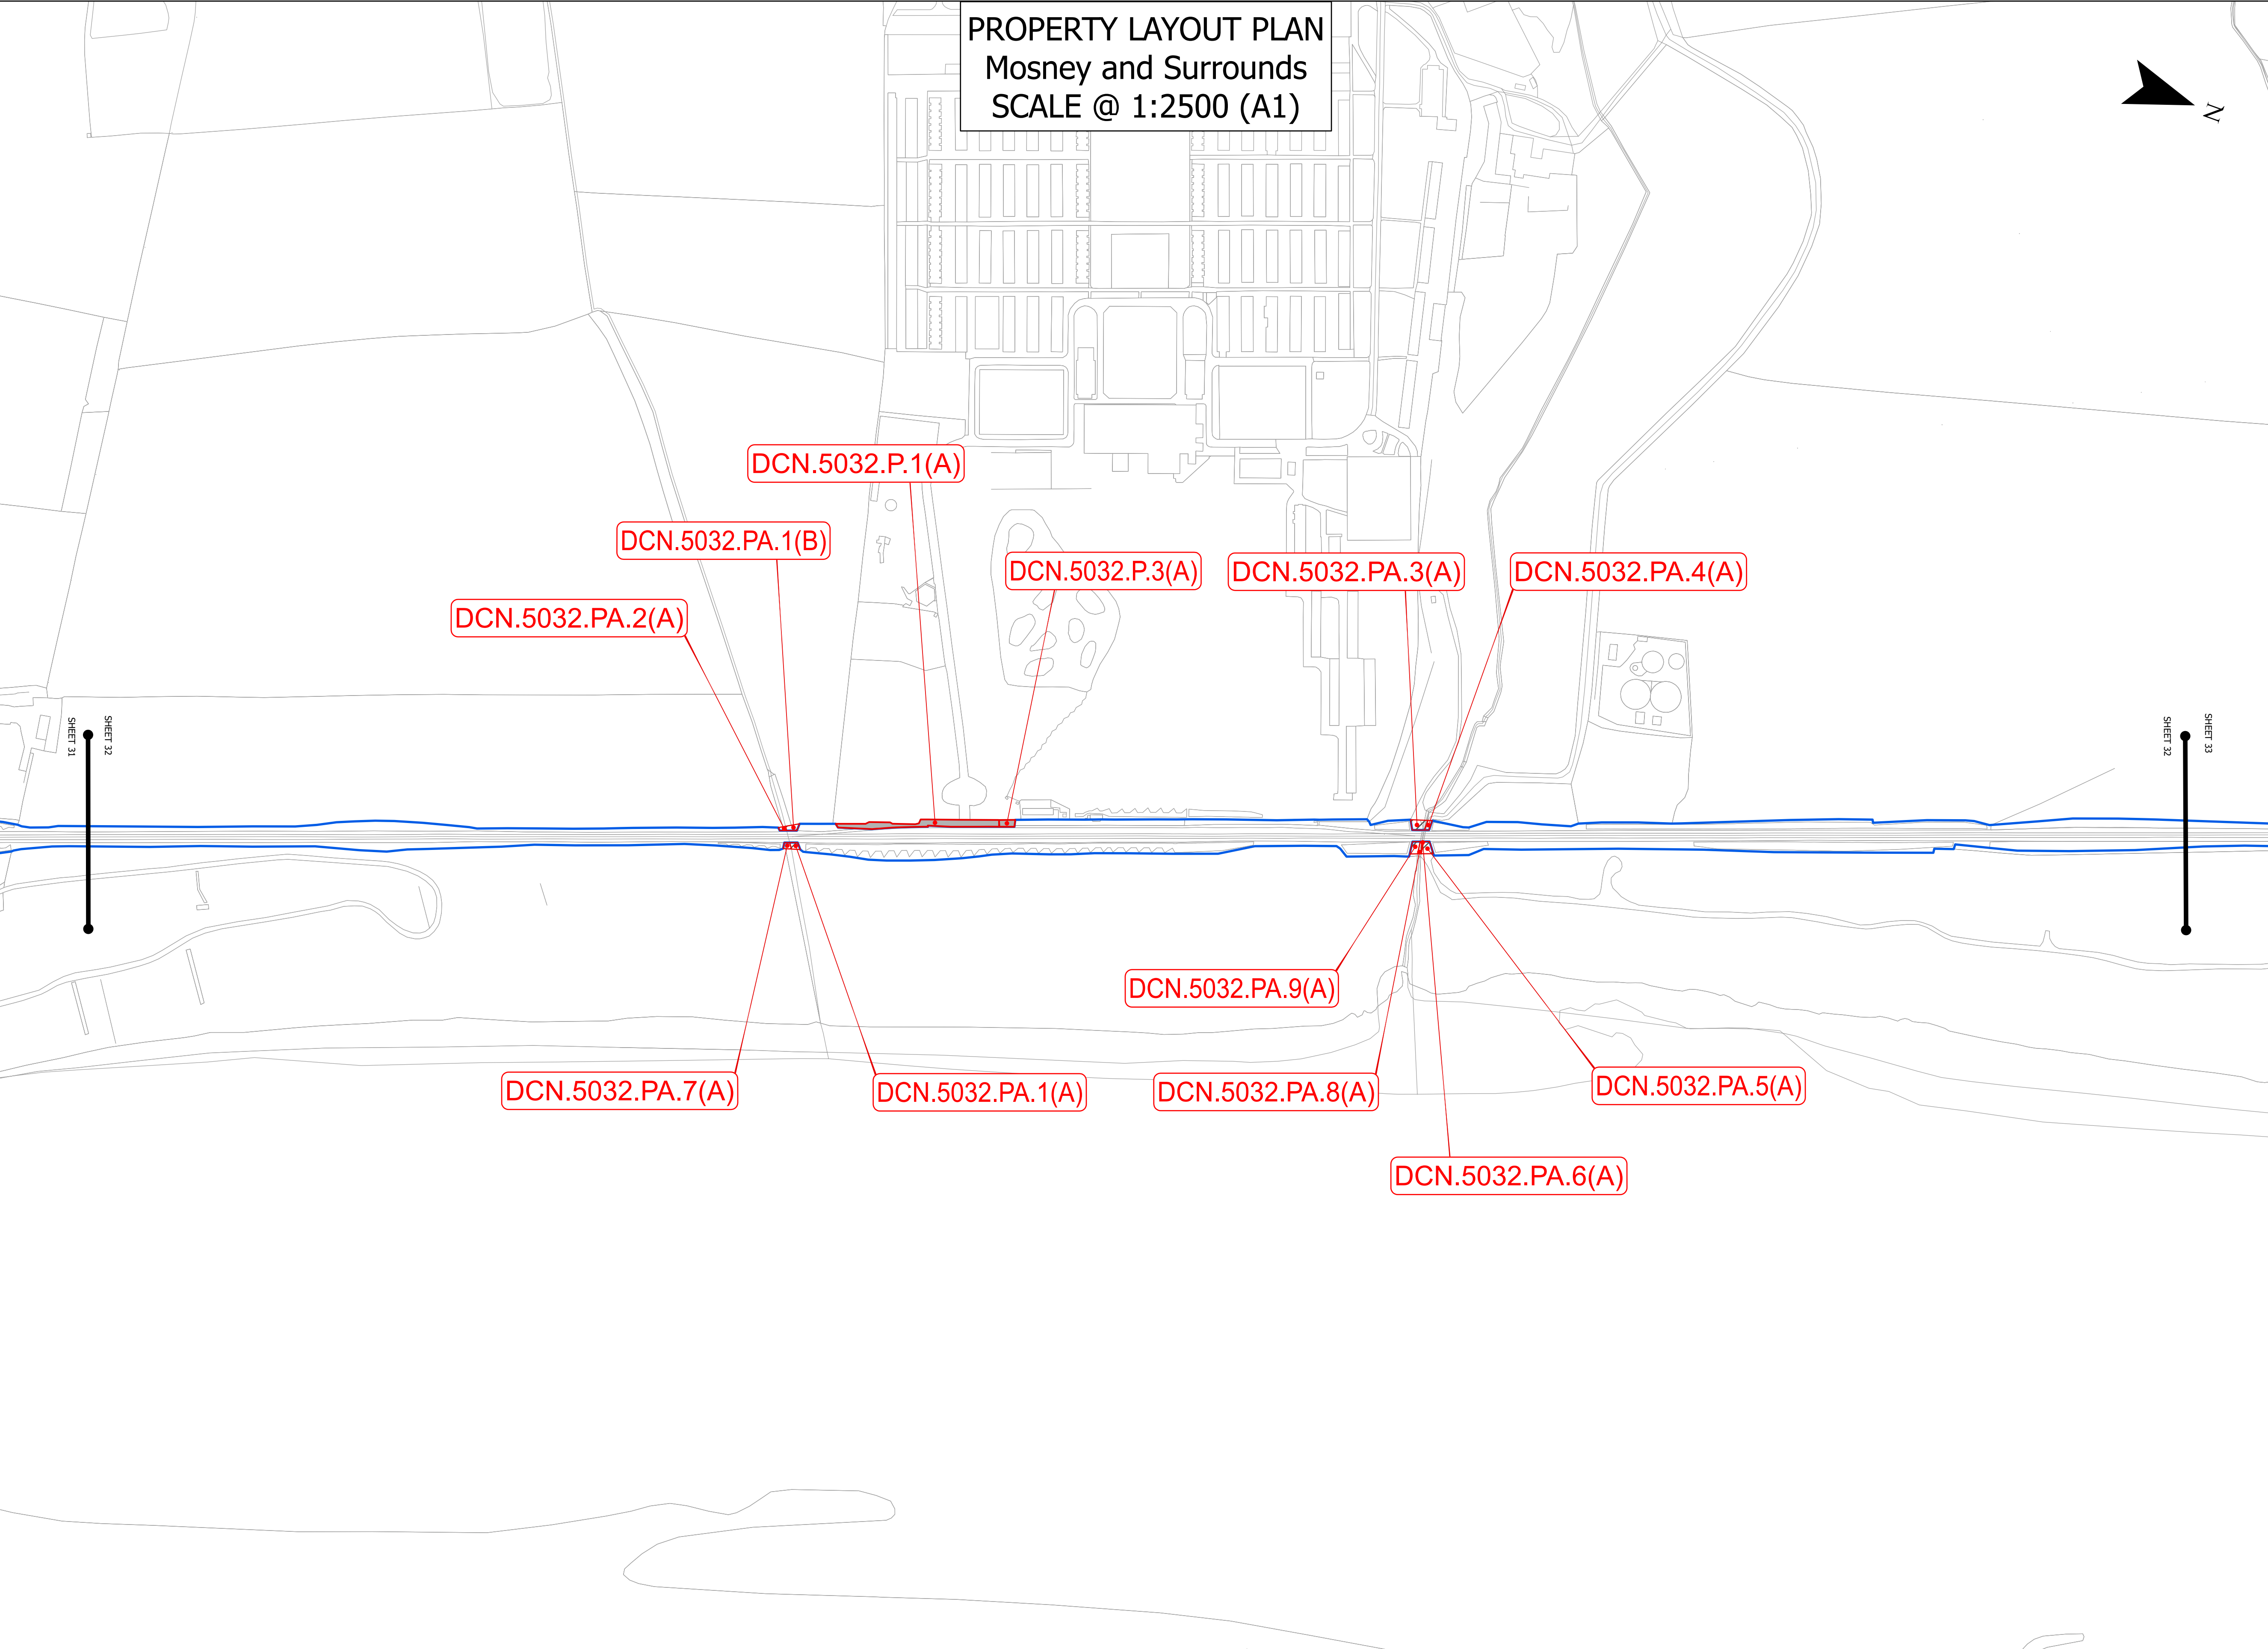 PROPERTY LAYOUT PLAN
Mosney and Surrounds
SCALE @ 1:2500 (A1)
N
DCN.5032.P.1(A)
DCN.5032.PA.1(B)
DCN.5032.P.3(A)
DCN.5032.PA.3(A)
DCN.5032.PA.4(A)
DCN.5032.PA.2(A)
SHEET 31
SHEET 32
SHEET 32
SHEET 33
DCN.5032.PA.9(A)
DCN.5032.PA.7(A)
DCN.5032.PA.1(A)
DCN.5032.PA.8(A)
DCN.5032.PA.5(A)
DCN.5032.PA.6(A)